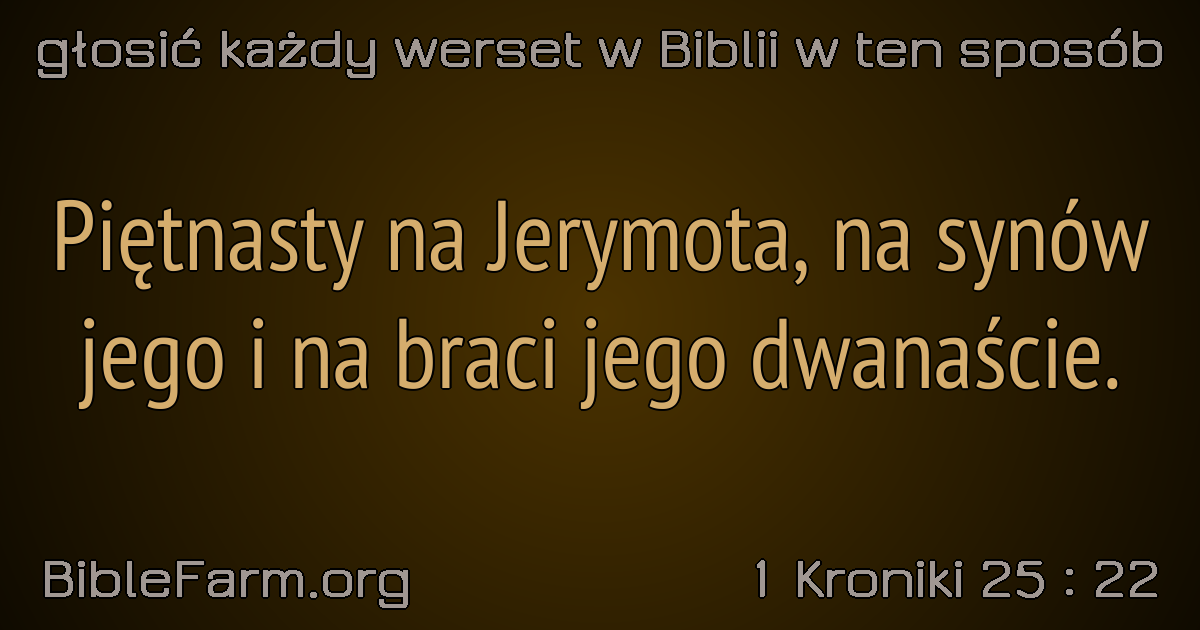 głosić każdy werset w Biblii w ten sposób
Piętnasty na Jerymota, na synów
jego i na braci jego dwanaście.
BibleFarm.org
1 Kroniki 25 : 22